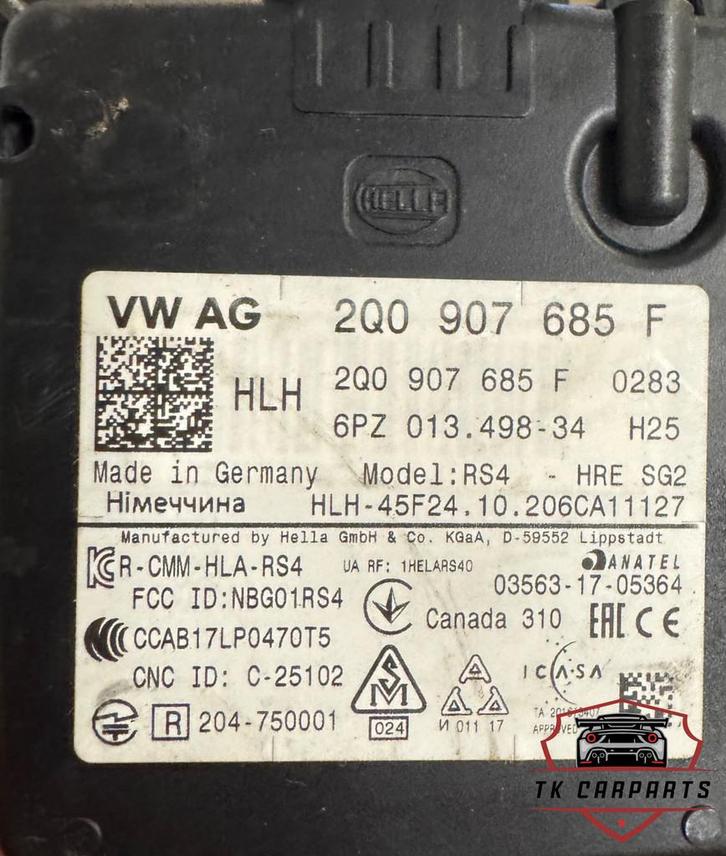 HELLA
VW AG 2Q0 907 685 F
HLH 2Q0 907 685 F 0283
6PZ 013.498-34 H25
Made in Germany Model:RS4 - HRE SG2
Німеччина HLH-45F24.10.206CA11127
Manufactured by Hella GmbH & Co. KGaA, D-59552 Lippstadt
R-CMM-HLA-RS4 UA RF: 1HELARS40 ANATEL
FCC ID:NBG01RS4 03563-17-05364
Canada 310 EAC CE
CCAB17LP0470T5
CNC ID: C-25102 SM ICASA
R 204-750001 024 И 011 17
TK CARPARTS